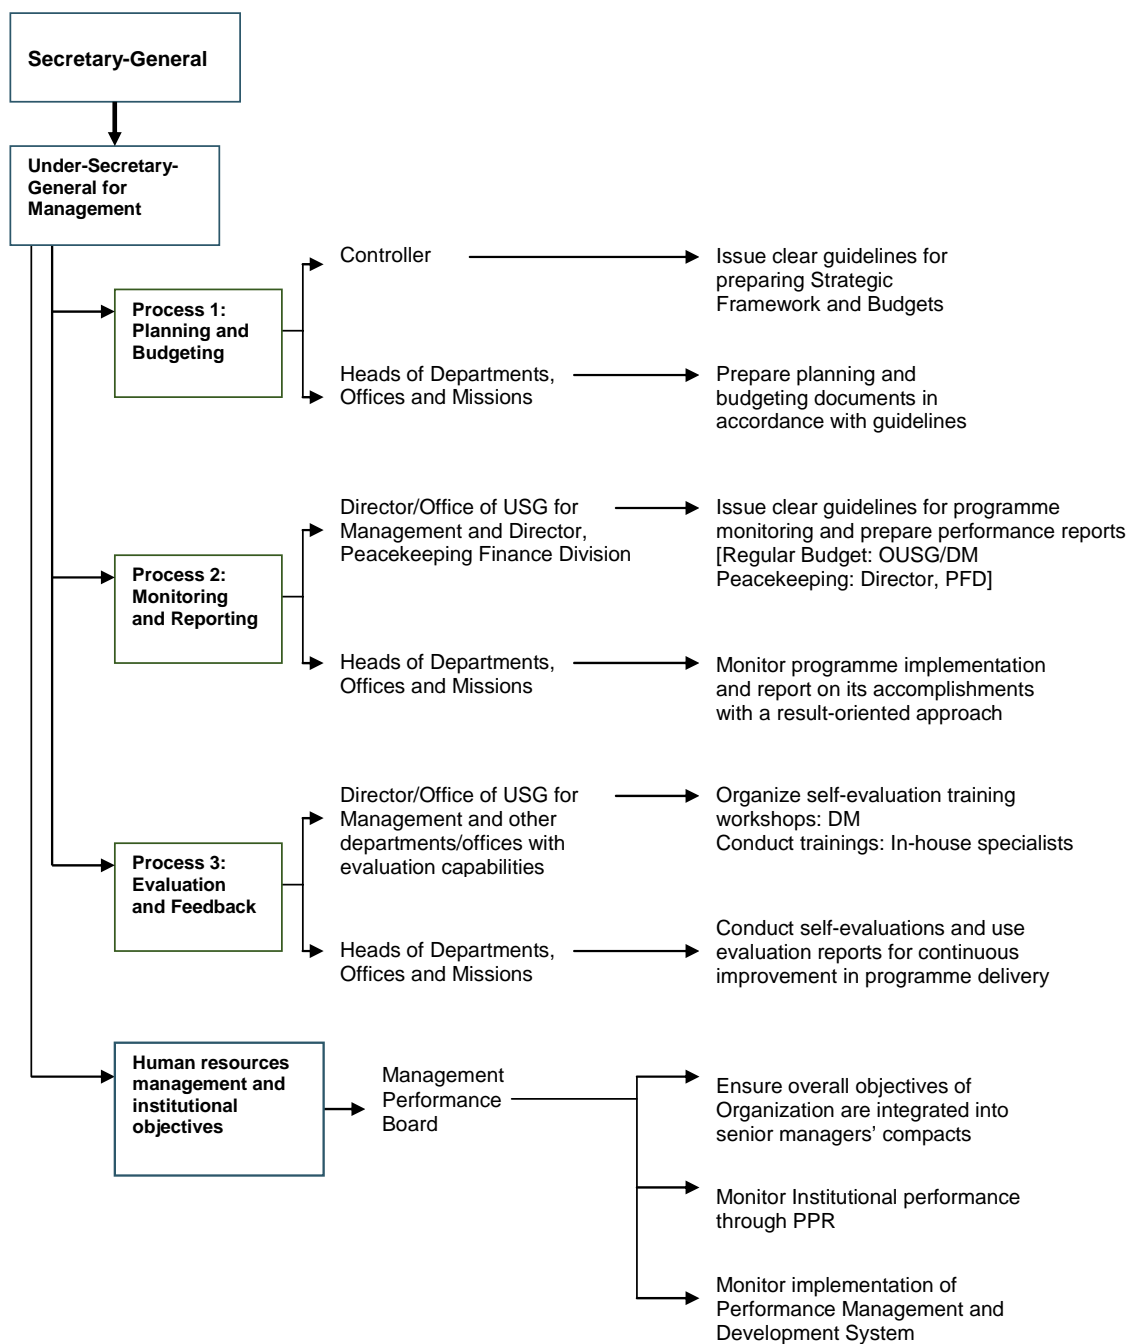 Secretary-General
Under-Secretary-
General for
Management
Process 1:
Planning and
Budgeting
Controller
Issue clear guidelines for
preparing Strategic
Framework and Budgets
Heads of Departments,
Offices and Missions
Prepare planning and
budgeting documents in
accordance with guidelines
Process 2:
Monitoring
and Reporting
Director/Office of USG for
Management and Director,
Peacekeeping Finance Division
Issue clear guidelines for programme
monitoring and prepare performance reports
[Regular Budget: OUSG/DM
Peacekeeping: Director, PFD]
Heads of Departments,
Offices and Missions
Monitor programme implementation
and report on its accomplishments
with a result-oriented approach
Process 3:
Evaluation
and Feedback
Director/Office of USG for
Management and other
departments/offices with
evaluation capabilities
Organize self-evaluation training
workshops: DM
Conduct trainings: In-house specialists
Heads of Departments,
Offices and Missions
Conduct self-evaluations and use
evaluation reports for continuous
improvement in programme delivery
Human resources
management and
institutional
objectives
Management
Performance
Board
Ensure overall objectives of
Organization are integrated into
senior managers’ compacts
Monitor Institutional performance
through PPR
Monitor implementation of
Performance Management and
Development System